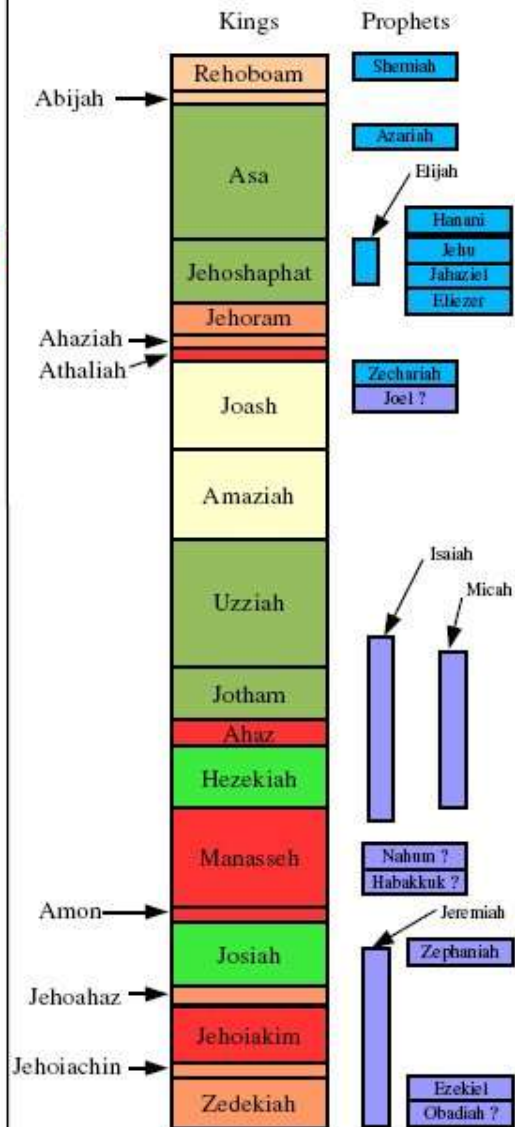 Kings Prophets
Rehoboam Shemiah
Abijah
Azariah
Asa
Elijah
Hanani
Jehu
Jehoshaphat Jahaziel
Eliezer
Jehoram
Ahaziah
Athaliah
Zechariah
Joash Joel ?
Amaziah
Isaiah
Micah
Uzziah
Jotham
Ahaz
Hezekiah
Manasseh Nahum ?
Habakkuk ?
Amon Jeremiah
Josiah Zephaniah
Jehoahaz
Jehoiakim
Jehoiachin
Ezekiel
Zedekiah Obadiah ?